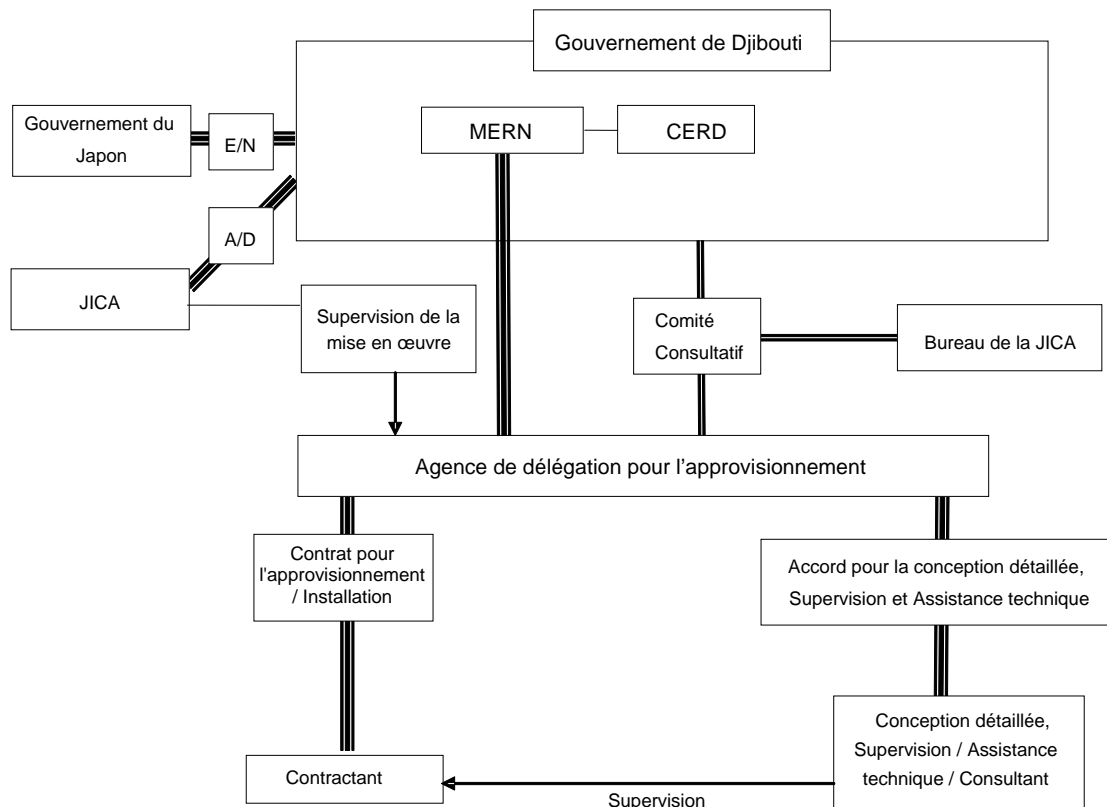 Gouvernement de Djibouti
Gouvernement du
Japon
E/N
MERN
CERD
A/D
JICA
Supervision de la
mise en œuvre
Comité
Consultatif
Bureau de la JICA
Agence de délégation pour l'approvisionnement
Contrat pour
l'approvisionnement
/ Installation
Accord pour la conception détaillée,
Supervision et Assistance technique
Conception détaillée,
Supervision / Assistance
technique / Consultant
Contractant
Supervision